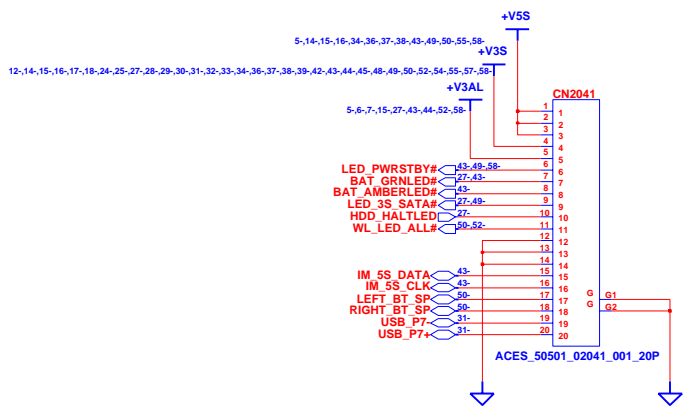 +V5S
5-,14-,15-,16-,34-,36-,37-,38-,43-,49-,50-,55-,58-
+V3S
12-,14-,15-,16-,17-,18-,24-,25-,27-,28-,29-,30-,31-,32-,33-,34-,36-,37-,38-,39-,42-,43-,44-,45-,48-,49-,50-,52-,54-,55-,57-,58-
+V3AL
5-,6-,7-,15-,27-,43-,44-,52-,58-
CN2041
1 1
2 2
3 3
4 4
5 5
LED_PWRSTBY# 43-,49-,58- 6 6
BAT_GRNLED# 27-,43- 7 7
BAT_AMBERLED# 43- 8 8
LED_3S_SATA# 27-,49- 9 9
HDD_HALTLED 27- 10 10
WL_LED_ALL# 50-,52- 11 11
12 12
13 13
14 14
IM_5S_DATA 43- 15 15
IM_5S_CLK 43- 16 16
LEFT_BT_SP 50- 17 17 G G1
RIGHT_BT_SP 50- 18 18 G G2
USB_P7- 31- 19 19
USB_P7+ 31- 20 20
ACES_50501_02041_001_20P